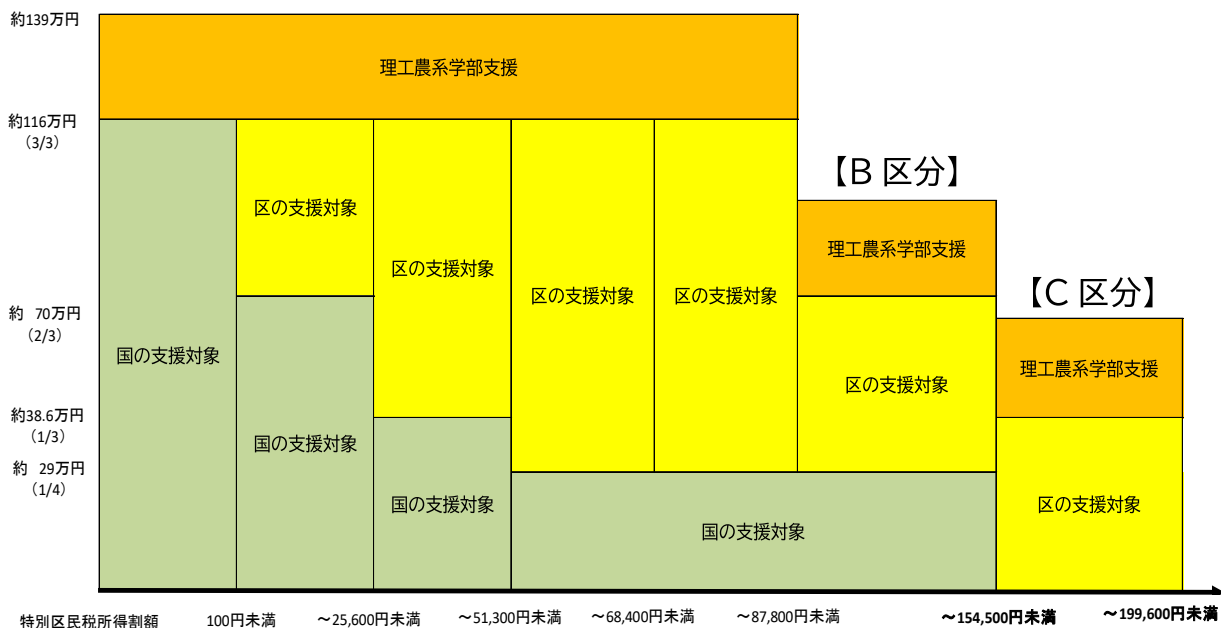 約139万円
理工農系学部支援
約116万円
（3/3）
【B 区分】
区の支援対象
理工農系学部支援
区の支援対象
区の支援対象
区の支援対象
【C 区分】
約 70万円
（2/3）
国の支援対象
理工農系学部支援
区の支援対象
約38.6万円
（1/3）
国の支援対象
約 29万円
（1/4）
国の支援対象
区の支援対象
国の支援対象
特別区民税所得割額
100円未満
～25,600円未満
～51,300円未満
～68,400円未満
～87,800円未満
～154,500円未満
～199,600円未満